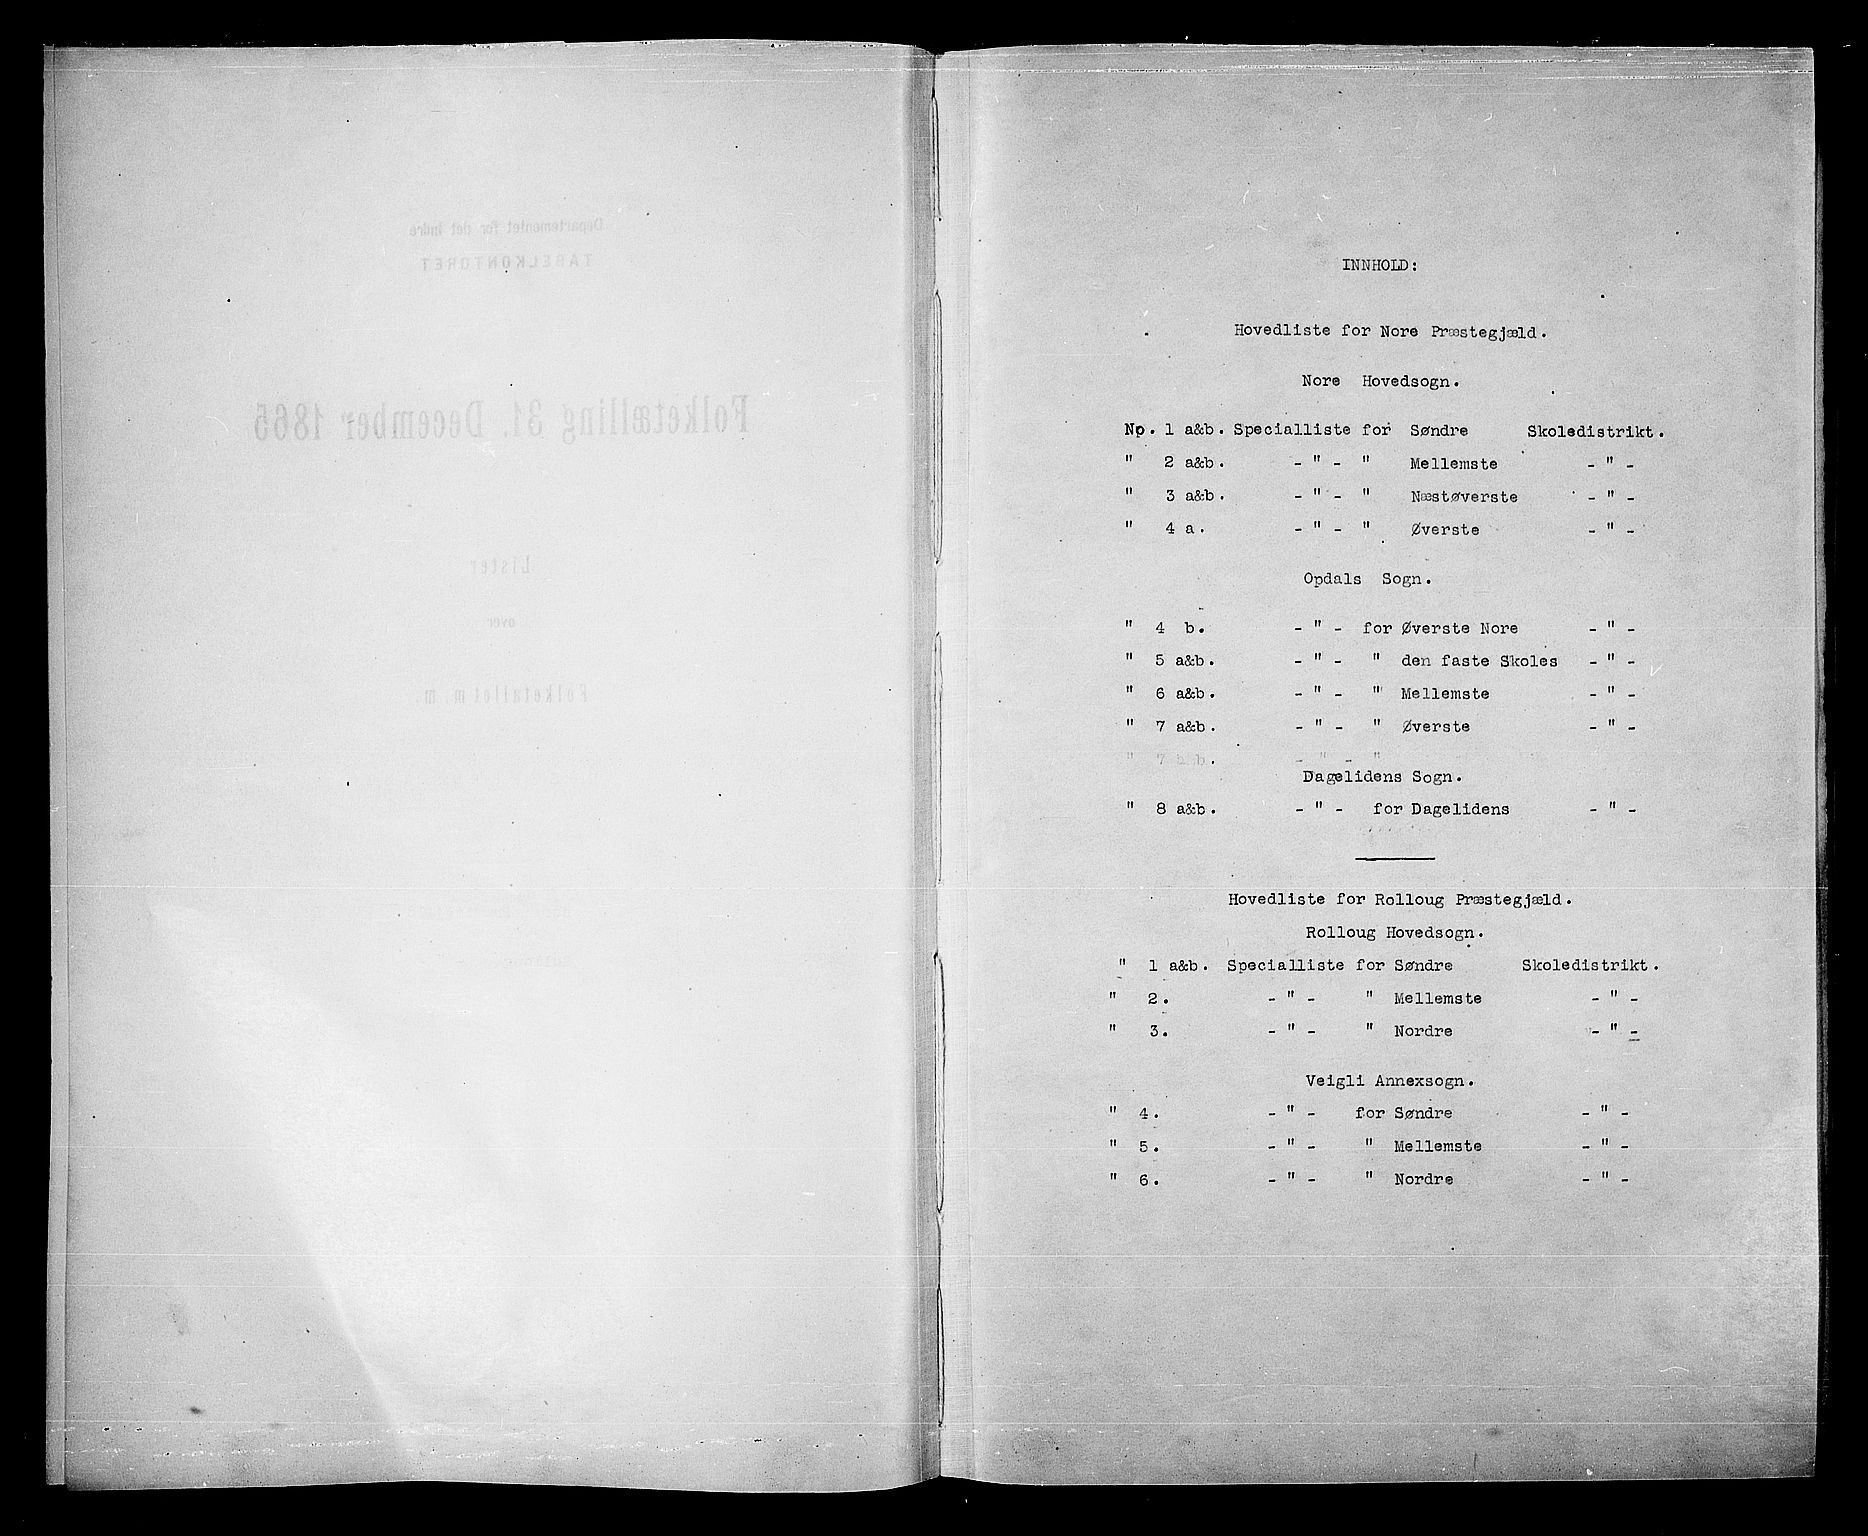 Departementet for det Indre
TABELKONTORET
Folketælling 31. December 1865
Lister
over
Folketallet m. m.
INNHOLD:
Hovedliste for Nore Præstegjæld.
Nore Hovedsogn.
No. 1 a&b. Specialliste for Søndre Skoledistrikt.
" 2 a&b. - " - " Mellemste - " -
" 3 a&b. - " - " Næstøverste - " -
" 4 a. - " - " Øverste - " -
Opdals Sogn.
" 4 b. - " - for Øverste Nore - " -
" 5 a&b. - " - " den faste Skoles - " -
" 6 a&b. - " - " Mellemste - " -
" 7 a&b. - " - " Øverste - " -
Dagelidens Sogn.
" 8 a&b. - " - for Dagelidens - " -
Hovedliste for Rolloug Præstegjæld.
Rolloug Hovedsogn.
" 1 a&b. Specialliste for Søndre Skoledistrikt.
" 2. - " - " Mellemste - " -
" 3. - " - " Nordre - " -
Veigli Annexsogn.
" 4. - " - for Søndre - " -
" 5. - " - " Mellemste - " -
" 6. - " - " Nordre - " -